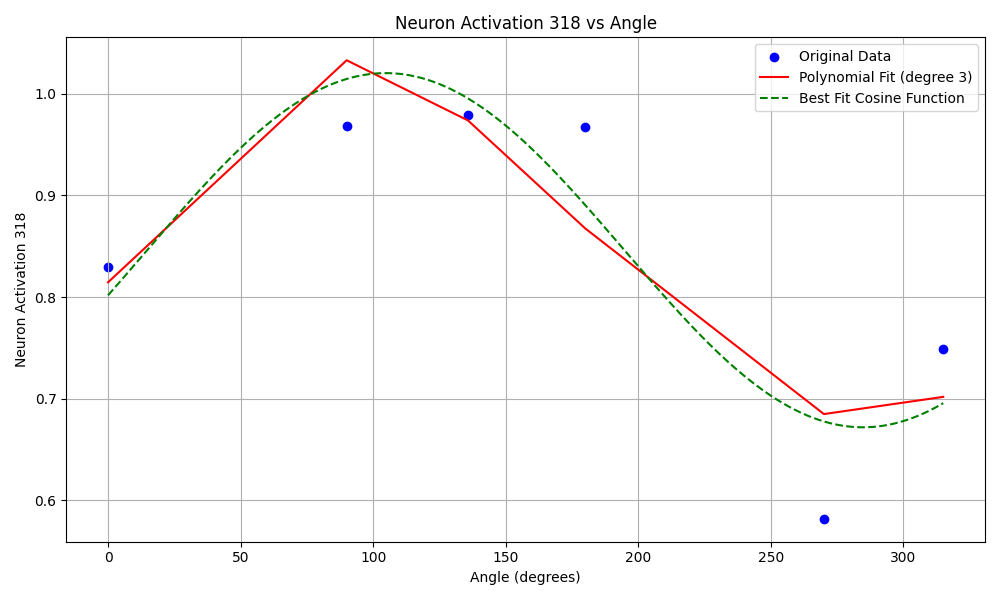 Neuron Activation 318 vs Angle
Original Data
Polynomial Fit (degree 3)
Best Fit Cosine Function
Neuron Activation 318
1.0
0.9
0.8
0.7
0.6
0
50
100
150
200
250
300
Angle (degrees)